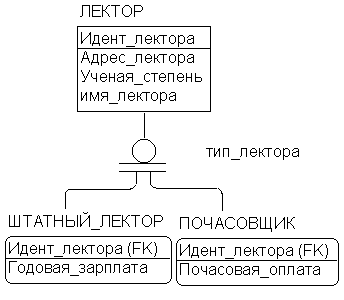 ЛЕКТОР
Идент_лектора
Адрес_лектора
Ученая_степень
имя_лектора
тип_лектора
ШТАТНЫЙ_ЛЕКТОР
Идент_лектора (FK)
Годовая_зарплата
ПОЧАСОВЩИК
Идент_лектора (FK)
Почасовая_оплата